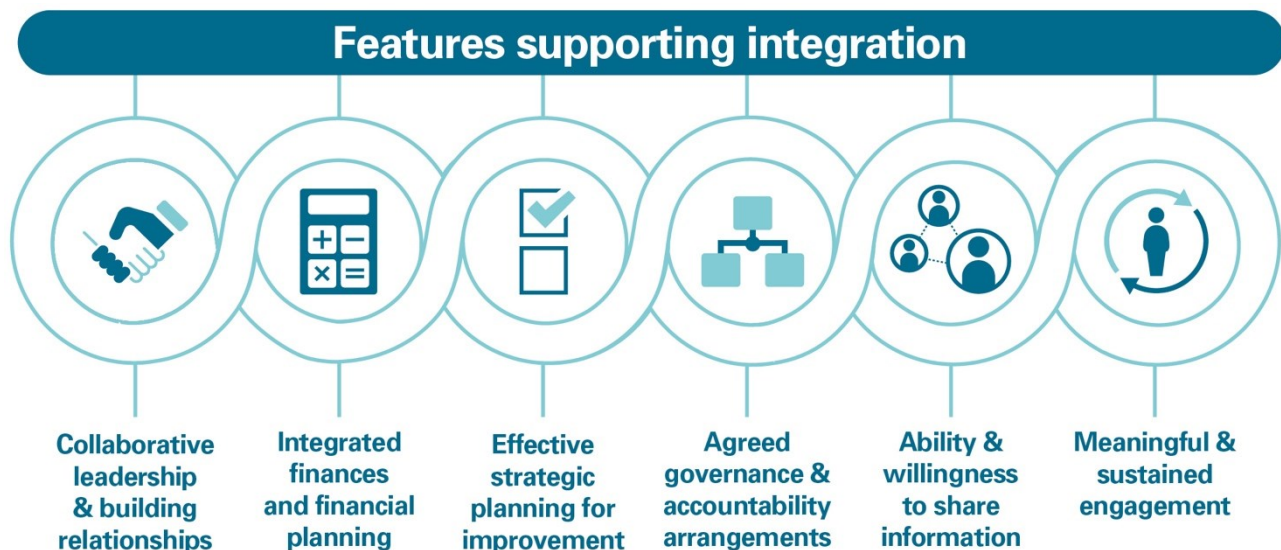 Features supporting integration
Collaborative
leadership
& building
relationships
Integrated
finances
and financial
planning
Effective
strategic
planning for
improvement
Agreed
governance &
accountability
arrangements
Ability &
willingness
to share
information
Meaningful &
sustained
engagement